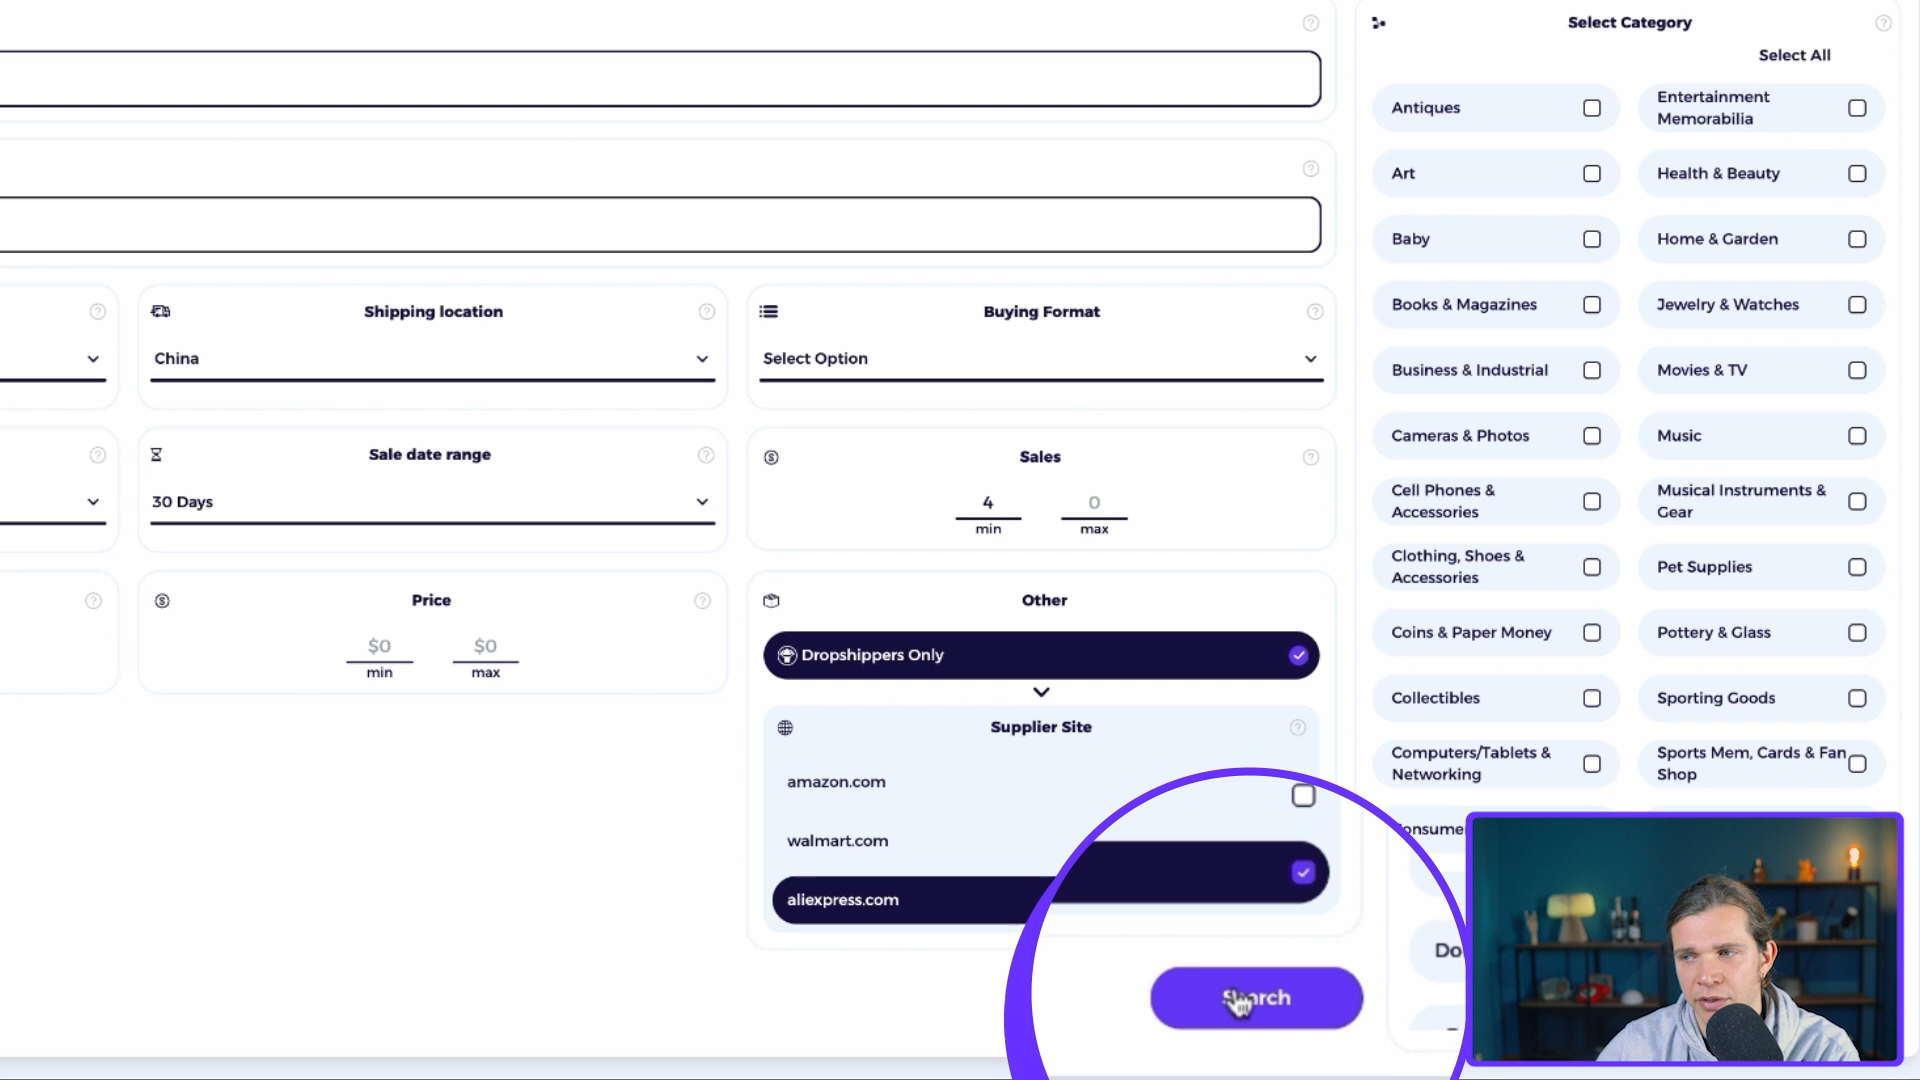 Select Category
Select All
Antiques
Entertainment
Memorabilia
Art
Health & Beauty
Baby
Home & Garden
Shipping location
Buying Format
Books & Magazines
Jewelry & Watches
China
Select Option
Business & Industrial
Movies & TV
Cameras & Photos
Music
Sale date range
Sales
Cell Phones &
Accessories
Musical Instruments &
Gear
30 Days
4
0
min
max
Clothing, Shoes &
Accessories
Pet Supplies
Price
Other
Coins & Paper Money
Pottery & Glass
$0
$0
min
max
Dropshippers Only
Collectibles
Sporting Goods
Supplier Site
Computers/Tablets &
Networking
Sports Mem, Cards & Fan
Shop
amazon.com
walmart.com
aliexpress.com
Search